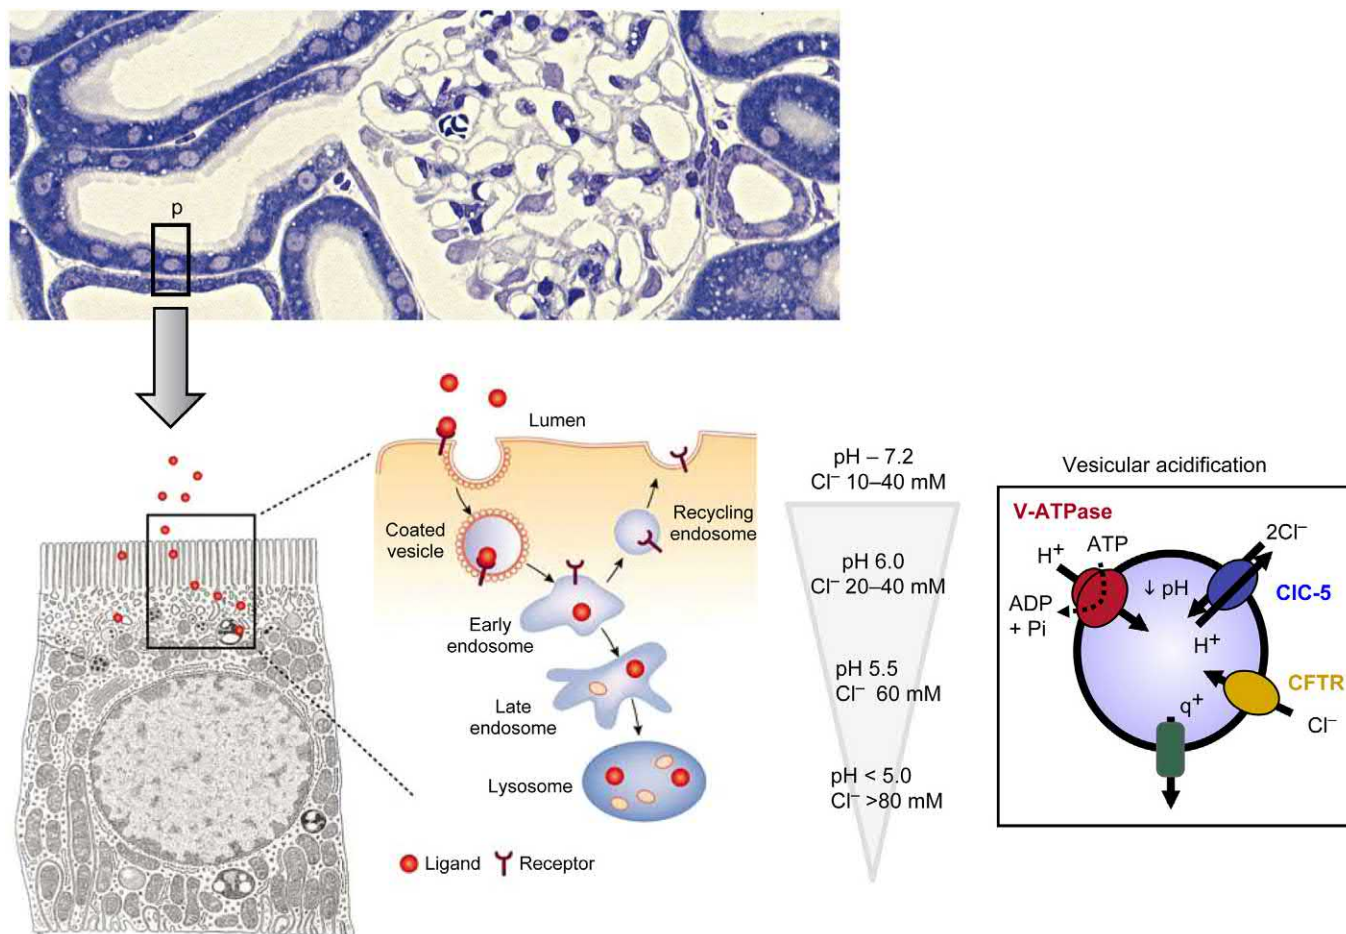 p
Lumen
Coated
vesicle
Recycling
endosome
Early
endosome
Late
endosome
Lysosome
Ligand
Receptor
pH – 7.2
Cl⁻ 10–40 mM
pH 6.0
Cl⁻ 20–40 mM
pH 5.5
Cl⁻ 60 mM
pH < 5.0
Cl⁻ >80 mM
Vesicular acidification
V-ATPase
H⁺
ATP
ADP
+ Pi
↓ pH
2Cl⁻
ClC-5
H⁺
CFTR
Cl⁻
q⁺